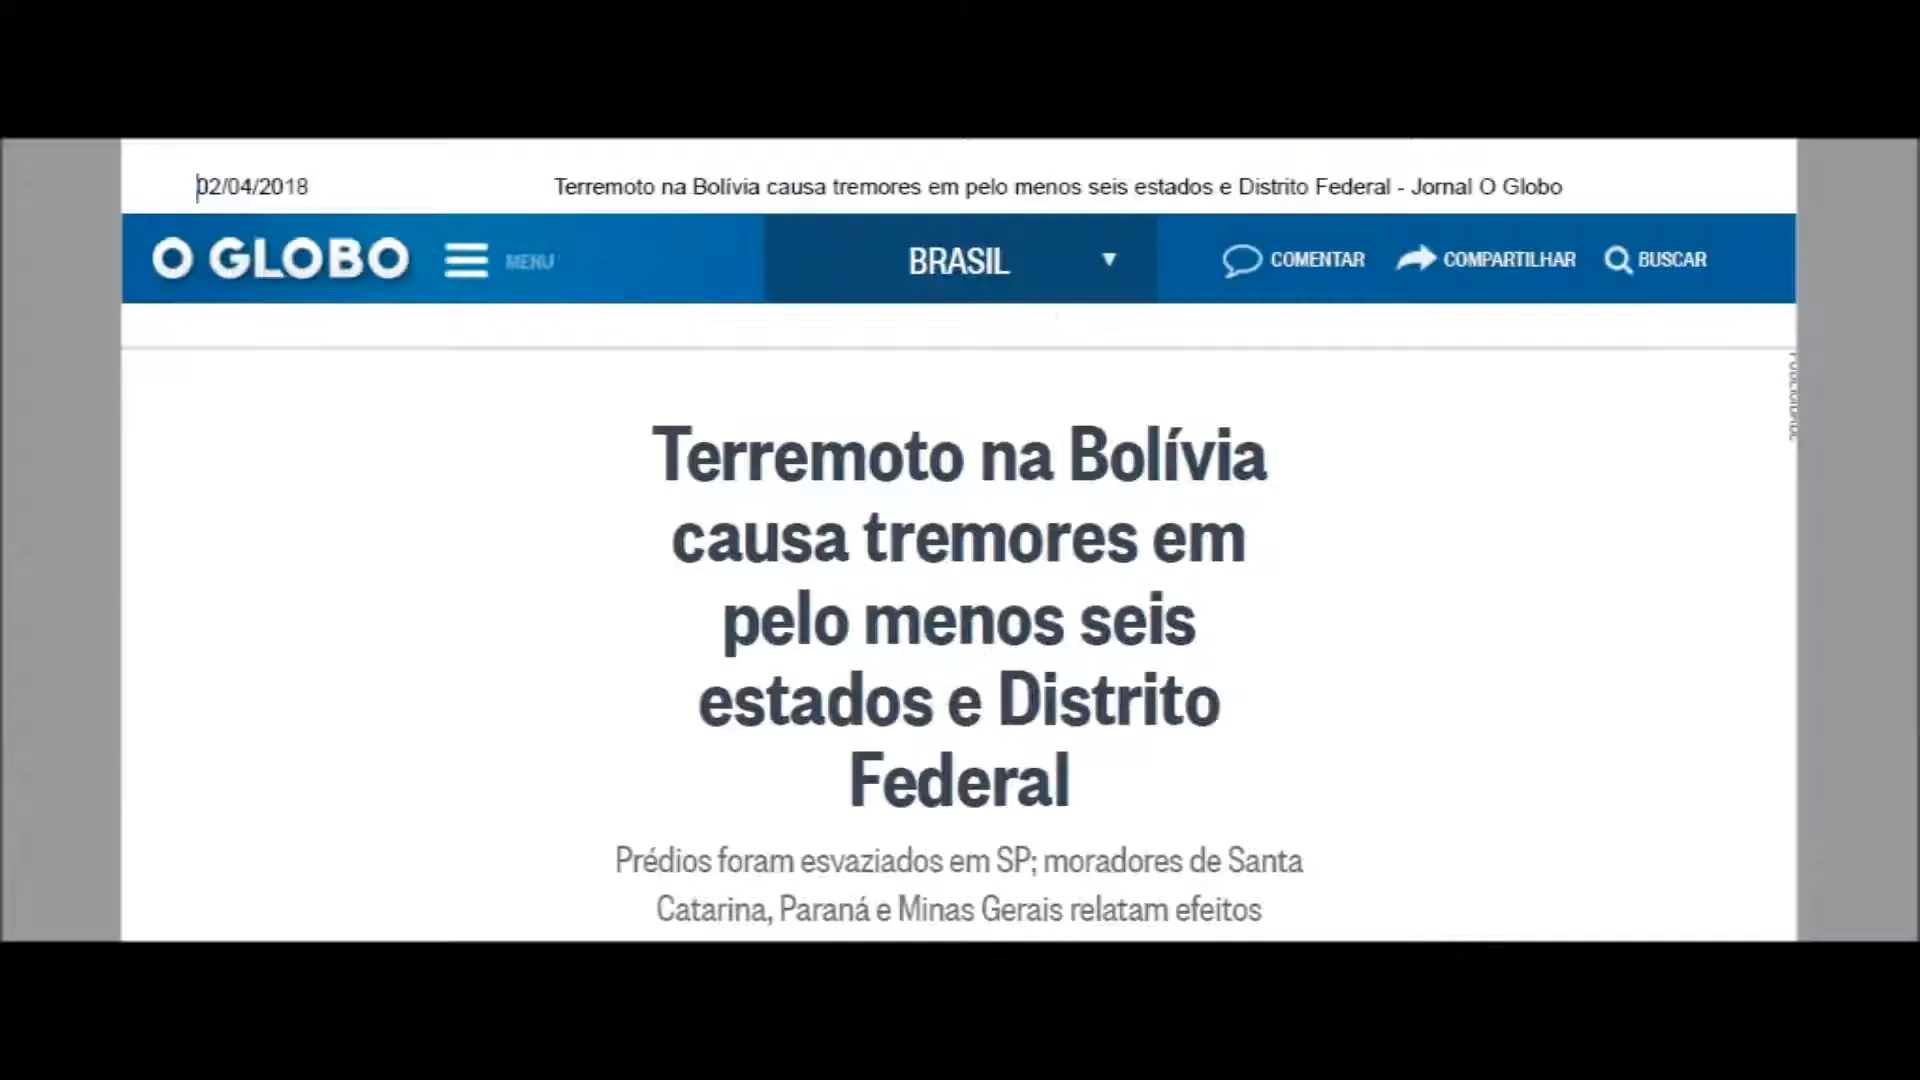 02/04/2018 Terremoto na Bolívia causa tremores em pelo menos seis estados e Distrito Federal - Jornal O Globo
O GLOBO MENU BRASIL COMENTAR COMPARTILHAR BUSCAR
Terremoto na Bolívia
causa tremores em
pelo menos seis
estados e Distrito
Federal
Prédios foram esvaziados em SP; moradores de Santa
Catarina, Paraná e Minas Gerais relatam efeitos